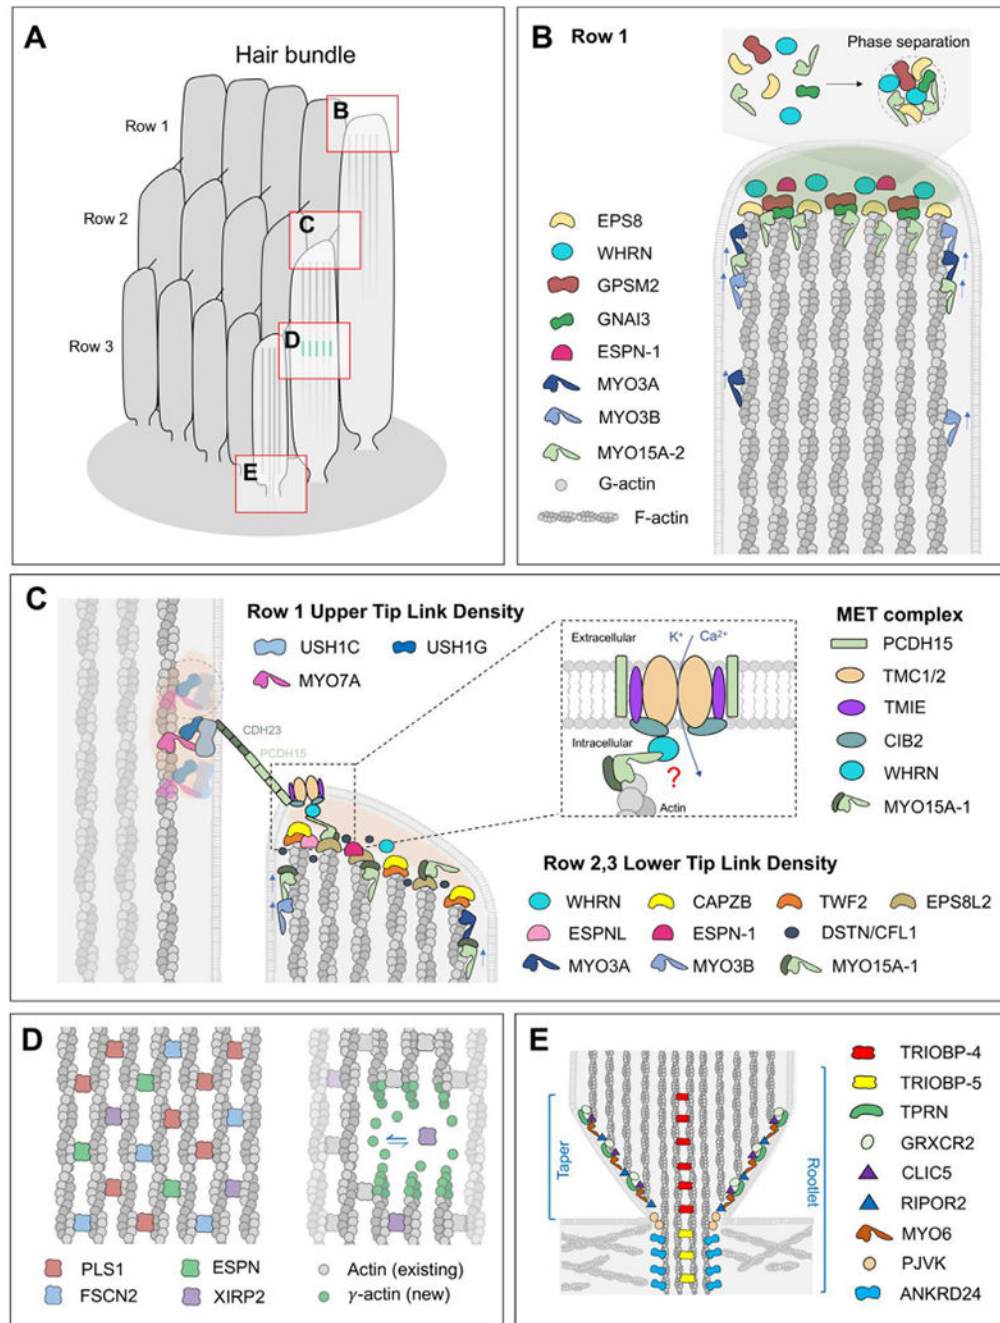 A
Hair bundle
Row 1
Row 2
Row 3
B
C
D
E
B Row 1
Phase separation
EPS8
WHRN
GPSM2
GNAI3
ESPN-1
MYO3A
MYO3B
MYO15A-2
G-actin
F-actin
C
Row 1 Upper Tip Link Density
USH1C USH1G
MYO7A
CDH23
PCDH15
Extracellular K⁺ Ca²⁺
Intracellular
?
Actin
MET complex
PCDH15
TMC1/2
TMIE
CIB2
WHRN
MYO15A-1
Row 2,3 Lower Tip Link Density
WHRN CAPZB TWF2 EPS8L2
ESPNL ESPN-1 DSTN/CFL1
MYO3A MYO3B MYO15A-1
D
PLS1 ESPN
FSCN2 XIRP2
Actin (existing)
γ-actin (new)
E
Taper
Rootlet
TRIOBP-4
TRIOBP-5
TPRN
GRXCR2
CLIC5
RIPOR2
MYO6
PJVK
ANKRD24